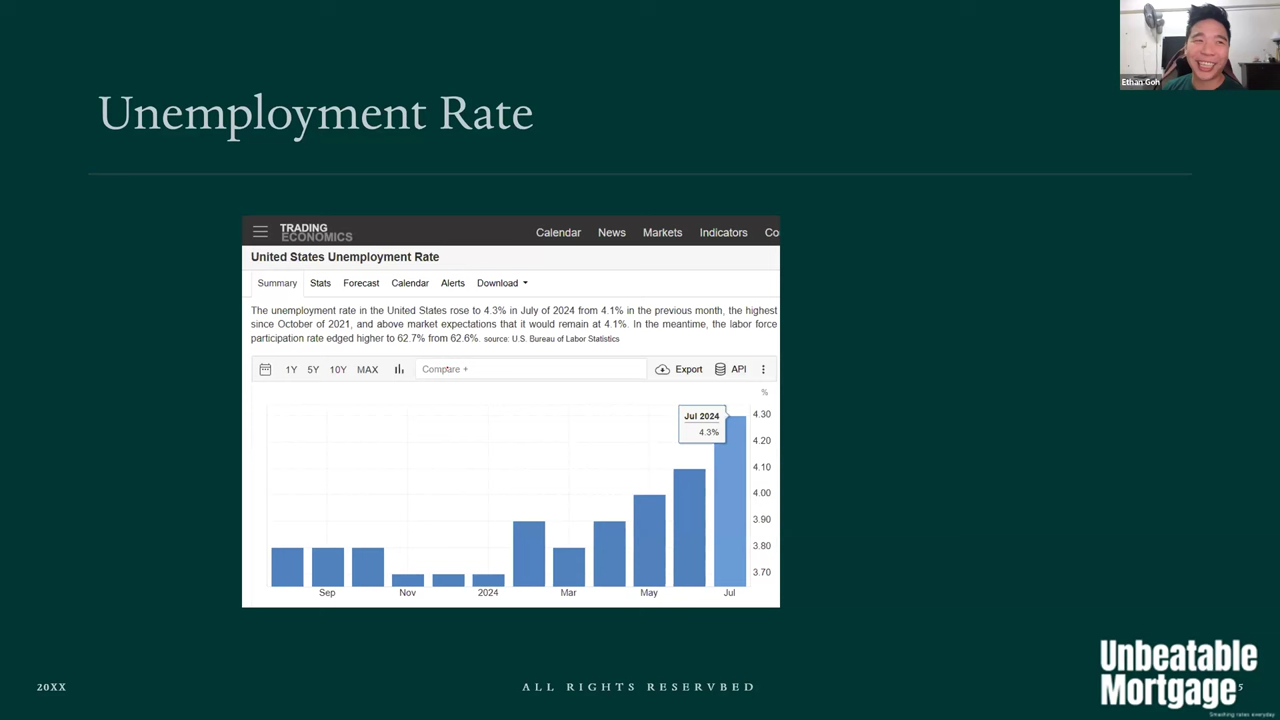 Ethan Goh
Unemployment Rate
TRADING
ECONOMICS
Calendar News Markets Indicators Co
United States Unemployment Rate
Summary Stats Forecast Calendar Alerts Download
The unemployment rate in the United States rose to 4.3% in July of 2024 from 4.1% in the previous month, the highest
since October of 2021, and above market expectations that it would remain at 4.1%. In the meantime, the labor force
participation rate edged higher to 62.7% from 62.6%. source: U.S. Bureau of Labor Statistics
1Y 5Y 10Y MAX Compare + Export API
%
Jul 2024
4.3%
4.30
4.20
4.10
4.00
3.90
3.80
3.70
Sep Nov 2024 Mar May Jul
20XX
ALL RIGHTS RESERVBED
Unbeatable
Mortgage
5
Smashing rates everyday